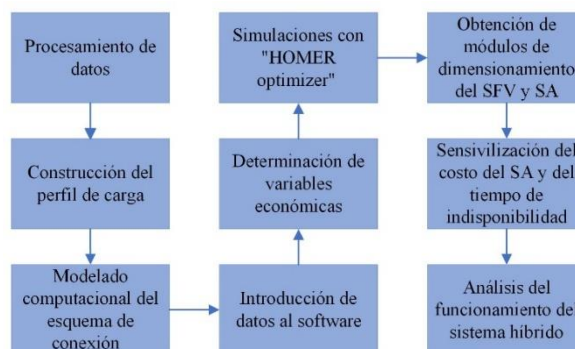 Procesamiento de
datos
Construcción del
perfil de carga
Modelado
computacional del
esquema de
conexión
Introducción de
datos al software
Determinación de
variables
económicas
Simulaciones con
"HOMER
optimizer"
Obtención de
módulos de
dimensionamiento
del SFV y SA
Sensivilización del
costo del SA y del
tiempo de
indisponibilidad
Análisis del
funcionamiento de
sistema híbrido